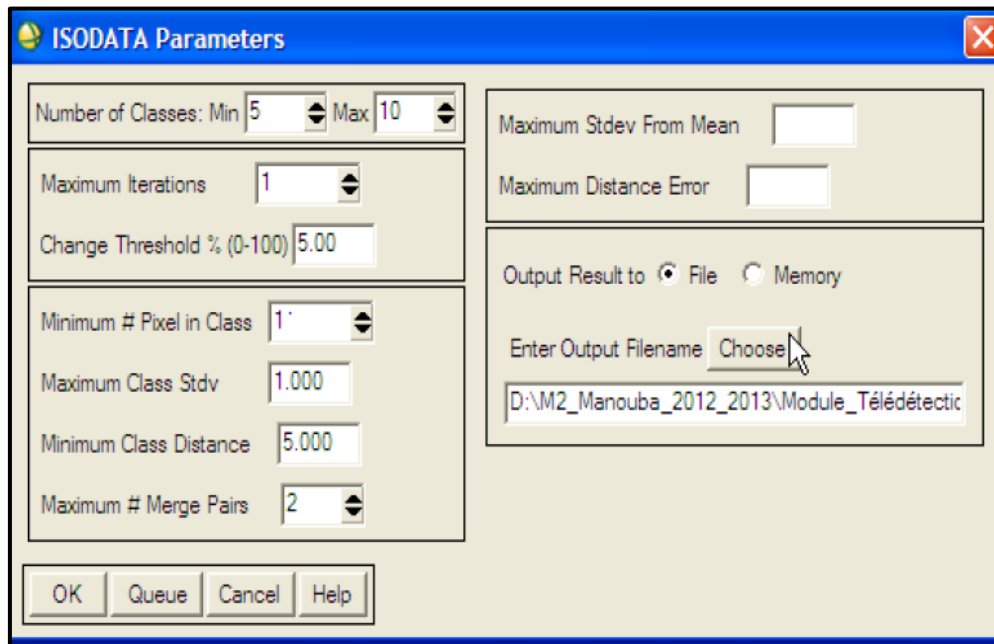 ISODATA Parameters
Number of Classes: Min 5 Max 10
Maximum Iterations 1
Change Threshold % (0-100) 5.00
Minimum # Pixel in Class 1
Maximum Class Stdv 1.000
Minimum Class Distance 5.000
Maximum # Merge Pairs 2
Maximum Stdev From Mean
Maximum Distance Error
Output Result to File Memory
Enter Output Filename Choose
D:\M2_Manouba_2012_2013\Module_Télédétectic
OK Queue Cancel Help